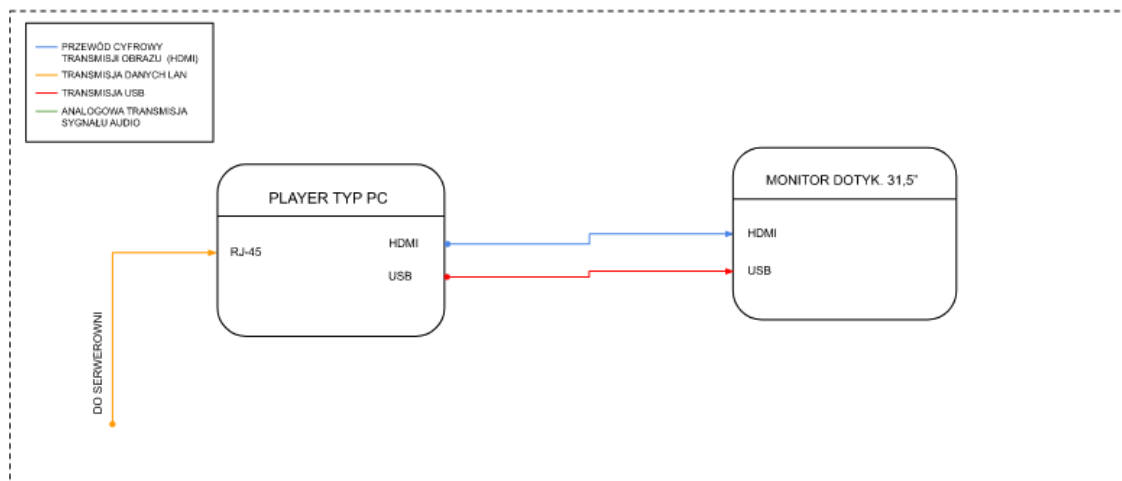 PRZEWÓD CYFROWY
TRANSMISJI OBRAZU (HDMI)
TRANSMISJA DANYCH LAN
TRANSMISJA USB
ANALOGOWA TRANSMISJA
SYGNAŁU AUDIO
PLAYER TYP PC
RJ-45
HDMI
USB
MONITOR DOTYK. 31,5"
HDMI
USB
DO SERWEROWNI